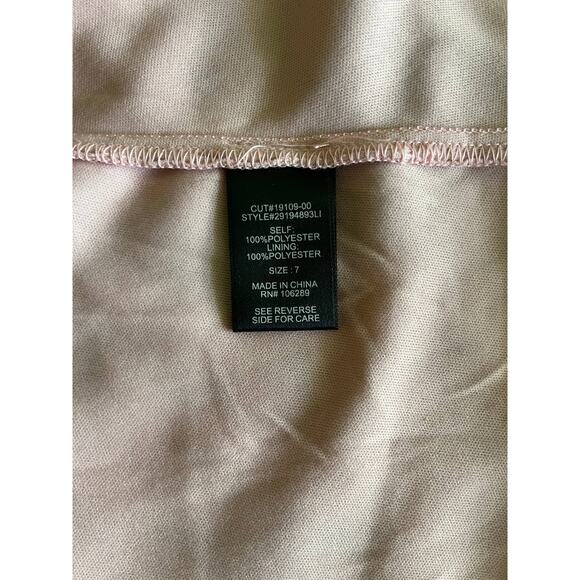 CUT#19109-00
STYLE#29194893LI
SELF:
100%POLYESTER
LINING:
100%POLYESTER
SIZE : 7
MADE IN CHINA
RN# 106289
SEE REVERSE
SIDE FOR CARE